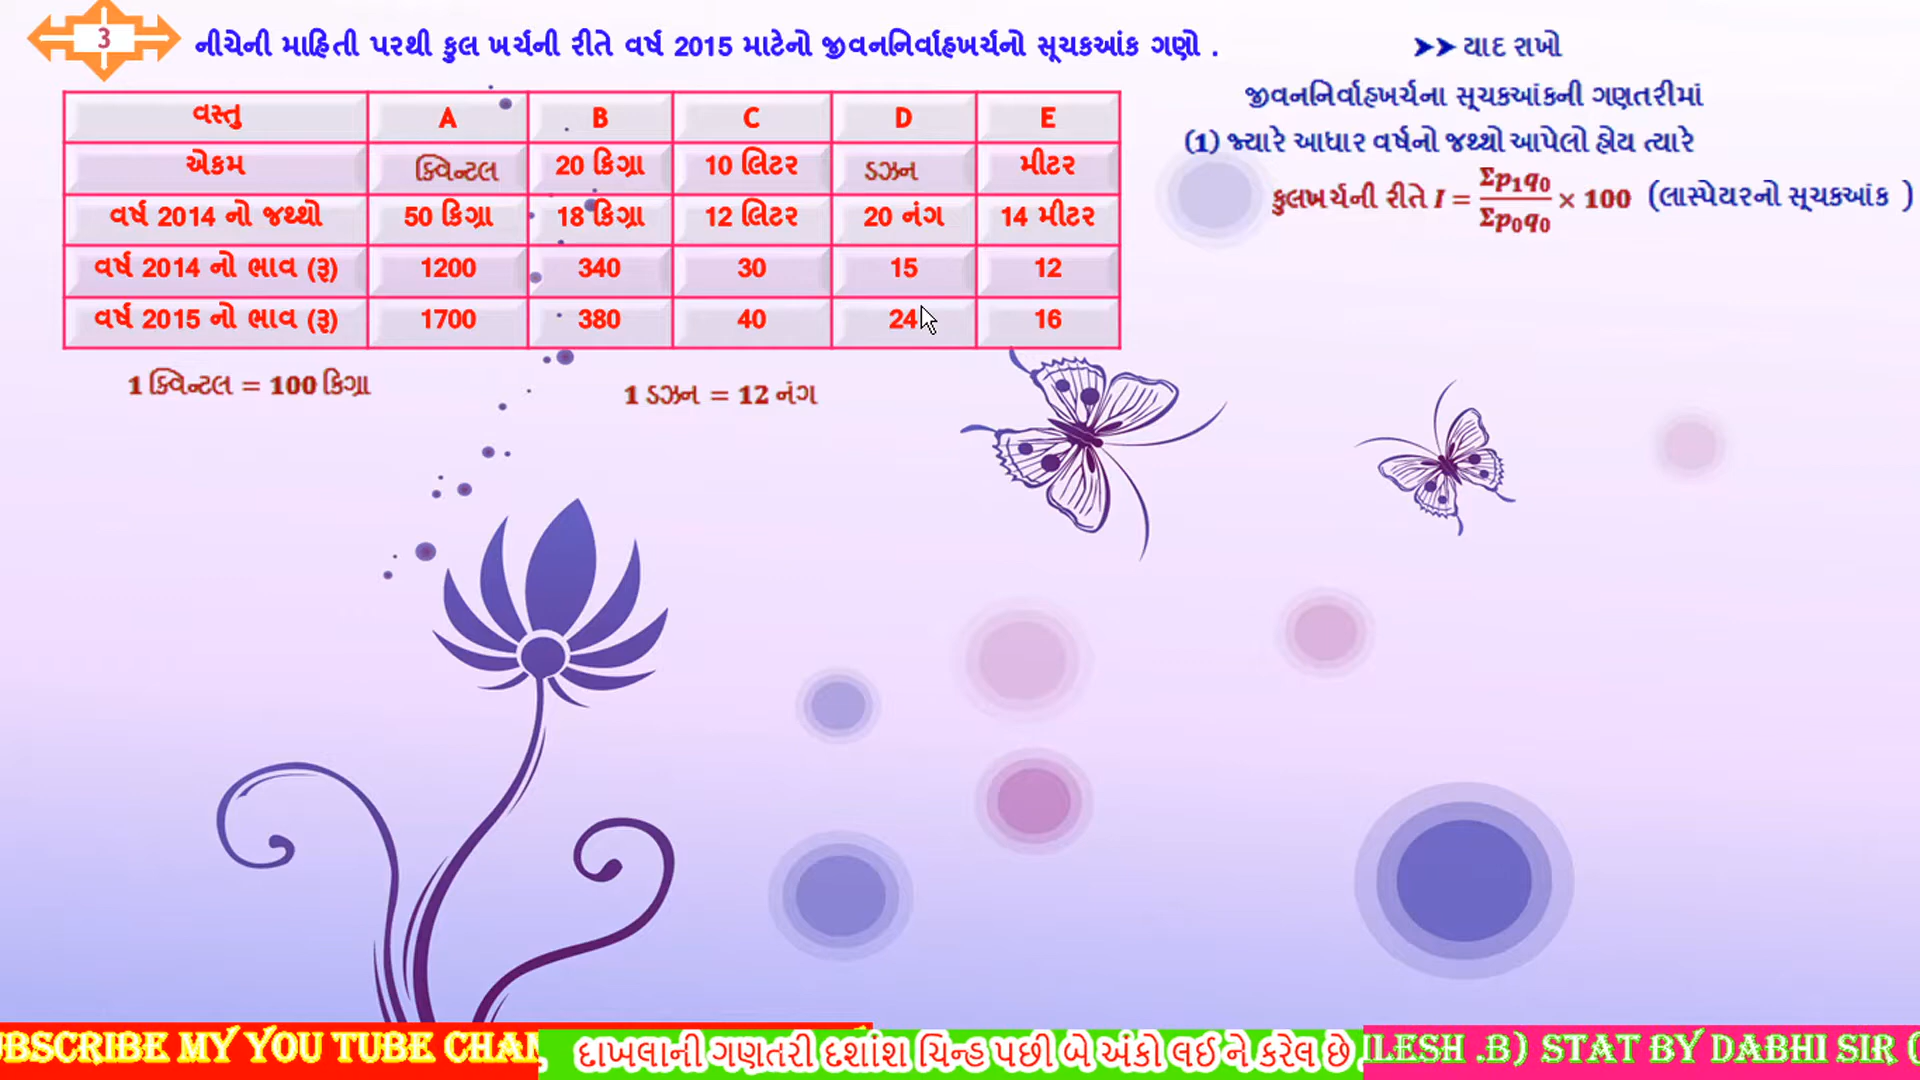 3
નીચેની માહિતી પરથી કુલ ખર્ચની રીતે વર્ષ 2015 માટેનો જીવનનિર્વાહખર્ચનો સૂચકઆંક ગણો .
વસ્તુ A B C D E
એકમ ક્વિન્ટલ 20 કિગ્રા 10 લિટર ડઝન મીટર
વર્ષ 2014 નો જથ્થો 50 કિગ્રા 18 કિગ્રા 12 લિટર 20 નંગ 14 મીટર
વર્ષ 2014 નો ભાવ (રૂ) 1200 340 30 15 12
વર્ષ 2015 નો ભાવ (રૂ) 1700 380 40 24 16
1 ક્વિન્ટલ = 100 કિગ્રા
1 ડઝન = 12 નંગ
➤➤ યાદ રાખો
જીવનનિર્વાહખર્ચના સૂચકઆંકની ગણતરીમાં
(1) જ્યારે આધાર વર્ષનો જથ્થો આપેલો હોય ત્યારે
કુલખર્ચની રીતે I = Σp₁q₀ / Σp₀q₀ × 100 (લાસ્પેયરનો સૂચકઆંક )
UBSCRIBE MY YOU TUBE CHAN
દાખલાની ગણતરી દશાંશ ચિન્હ પછી બે અંકો લઈ ને કરેલ છે .
ILESH .B) STAT BY DABHI SIR (